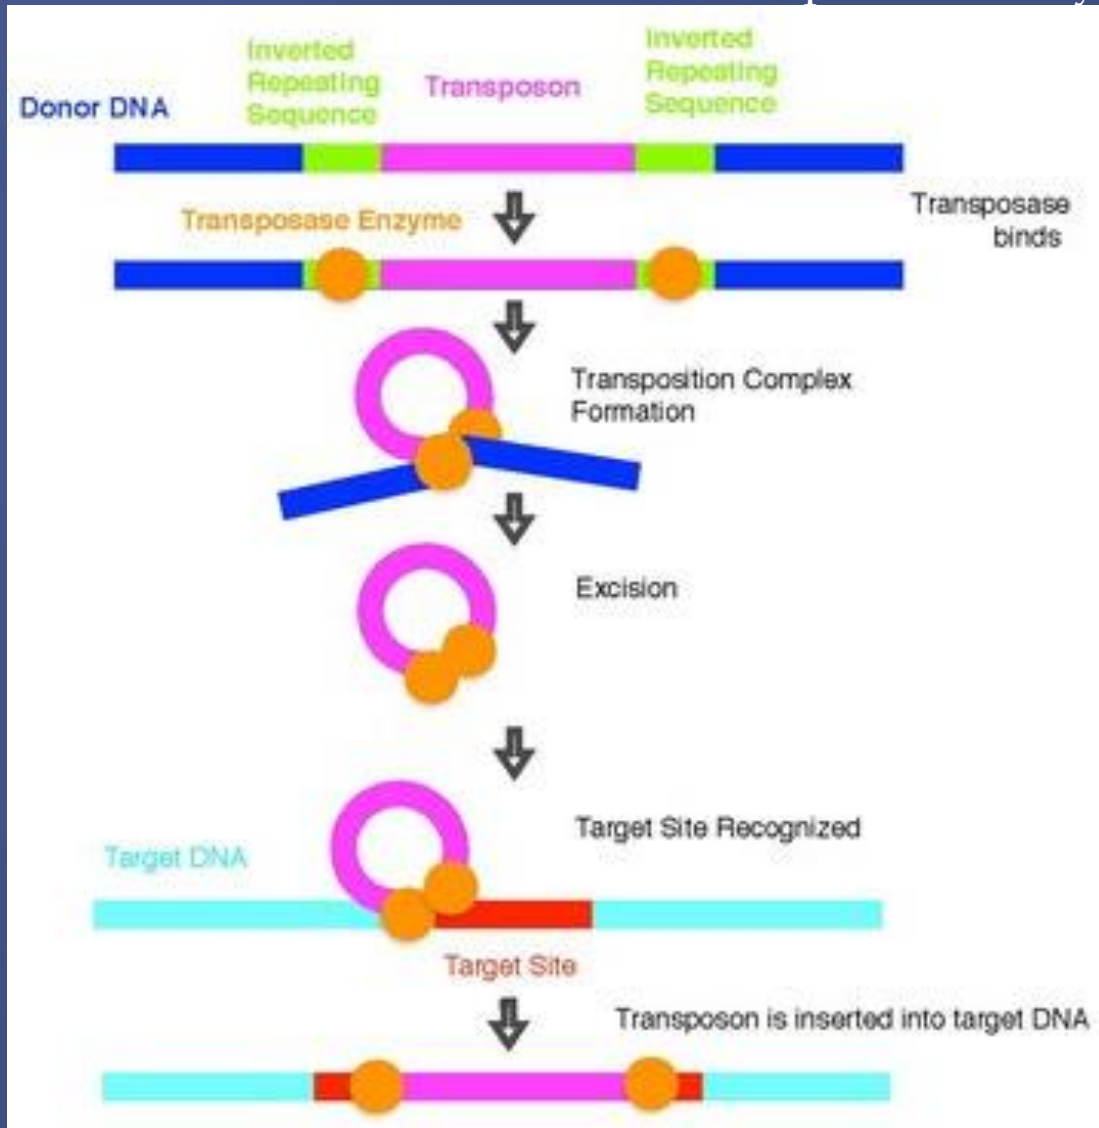 Donor DNA
Inverted
Repeating
Sequence
Transposon
Inverted
Repeating
Sequence
Transposase Enzyme
Transposase
binds
Transposition Complex
Formation
Excision
Target Site Recognized
Target DNA
Target Site
Transposon is inserted into target DNA